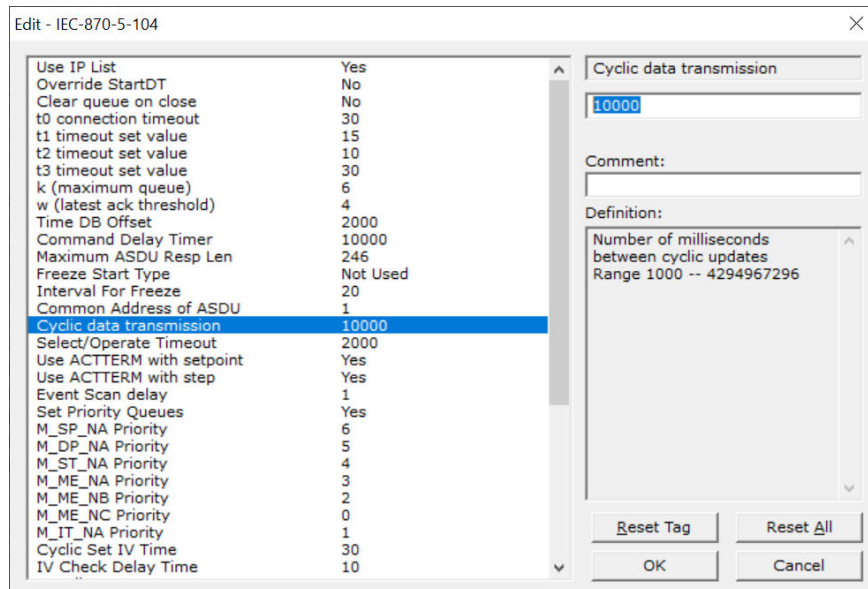 Edit - IEC-870-5-104
Use IP List Yes
Override StartDT No
Clear queue on close No
t0 connection timeout 30
t1 timeout set value 15
t2 timeout set value 10
t3 timeout set value 30
k (maximum queue) 6
w (latest ack threshold) 4
Time DB Offset 2000
Command Delay Timer 10000
Maximum ASDU Resp Len 246
Freeze Start Type Not Used
Interval For Freeze 20
Common Address of ASDU 1
Cyclic data transmission 10000
Select/Operate Timeout 2000
Use ACTTERM with setpoint Yes
Use ACTTERM with step Yes
Event Scan delay 1
Set Priority Queues Yes
M_SP_NA Priority 6
M_DP_NA Priority 5
M_ST_NA Priority 4
M_ME_NA Priority 3
M_ME_NB Priority 2
M_ME_NC Priority 0
M_IT_NA Priority 1
Cyclic Set IV Time 30
IV Check Delay Time 10
Cyclic data transmission
10000
Comment:
Definition:
Number of milliseconds
between cyclic updates
Range 1000 -- 4294967296
Reset Tag Reset All
OK Cancel